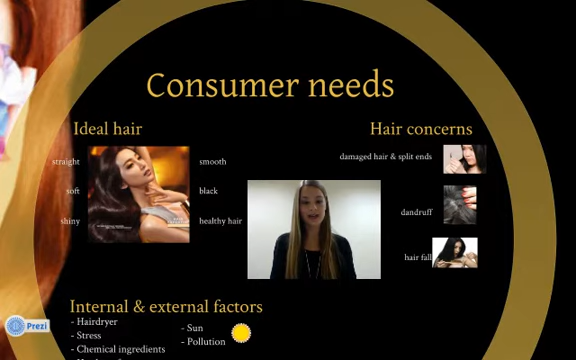 Consumer needs
Ideal hair
straight
soft
shiny
smooth
black
healthy hair
Hair concerns
damaged hair & split ends
dandruff
hair fall
Internal & external factors
- Hairdryer
- Stress
- Chemical ingredients
- Sun
- Pollution
Prezi